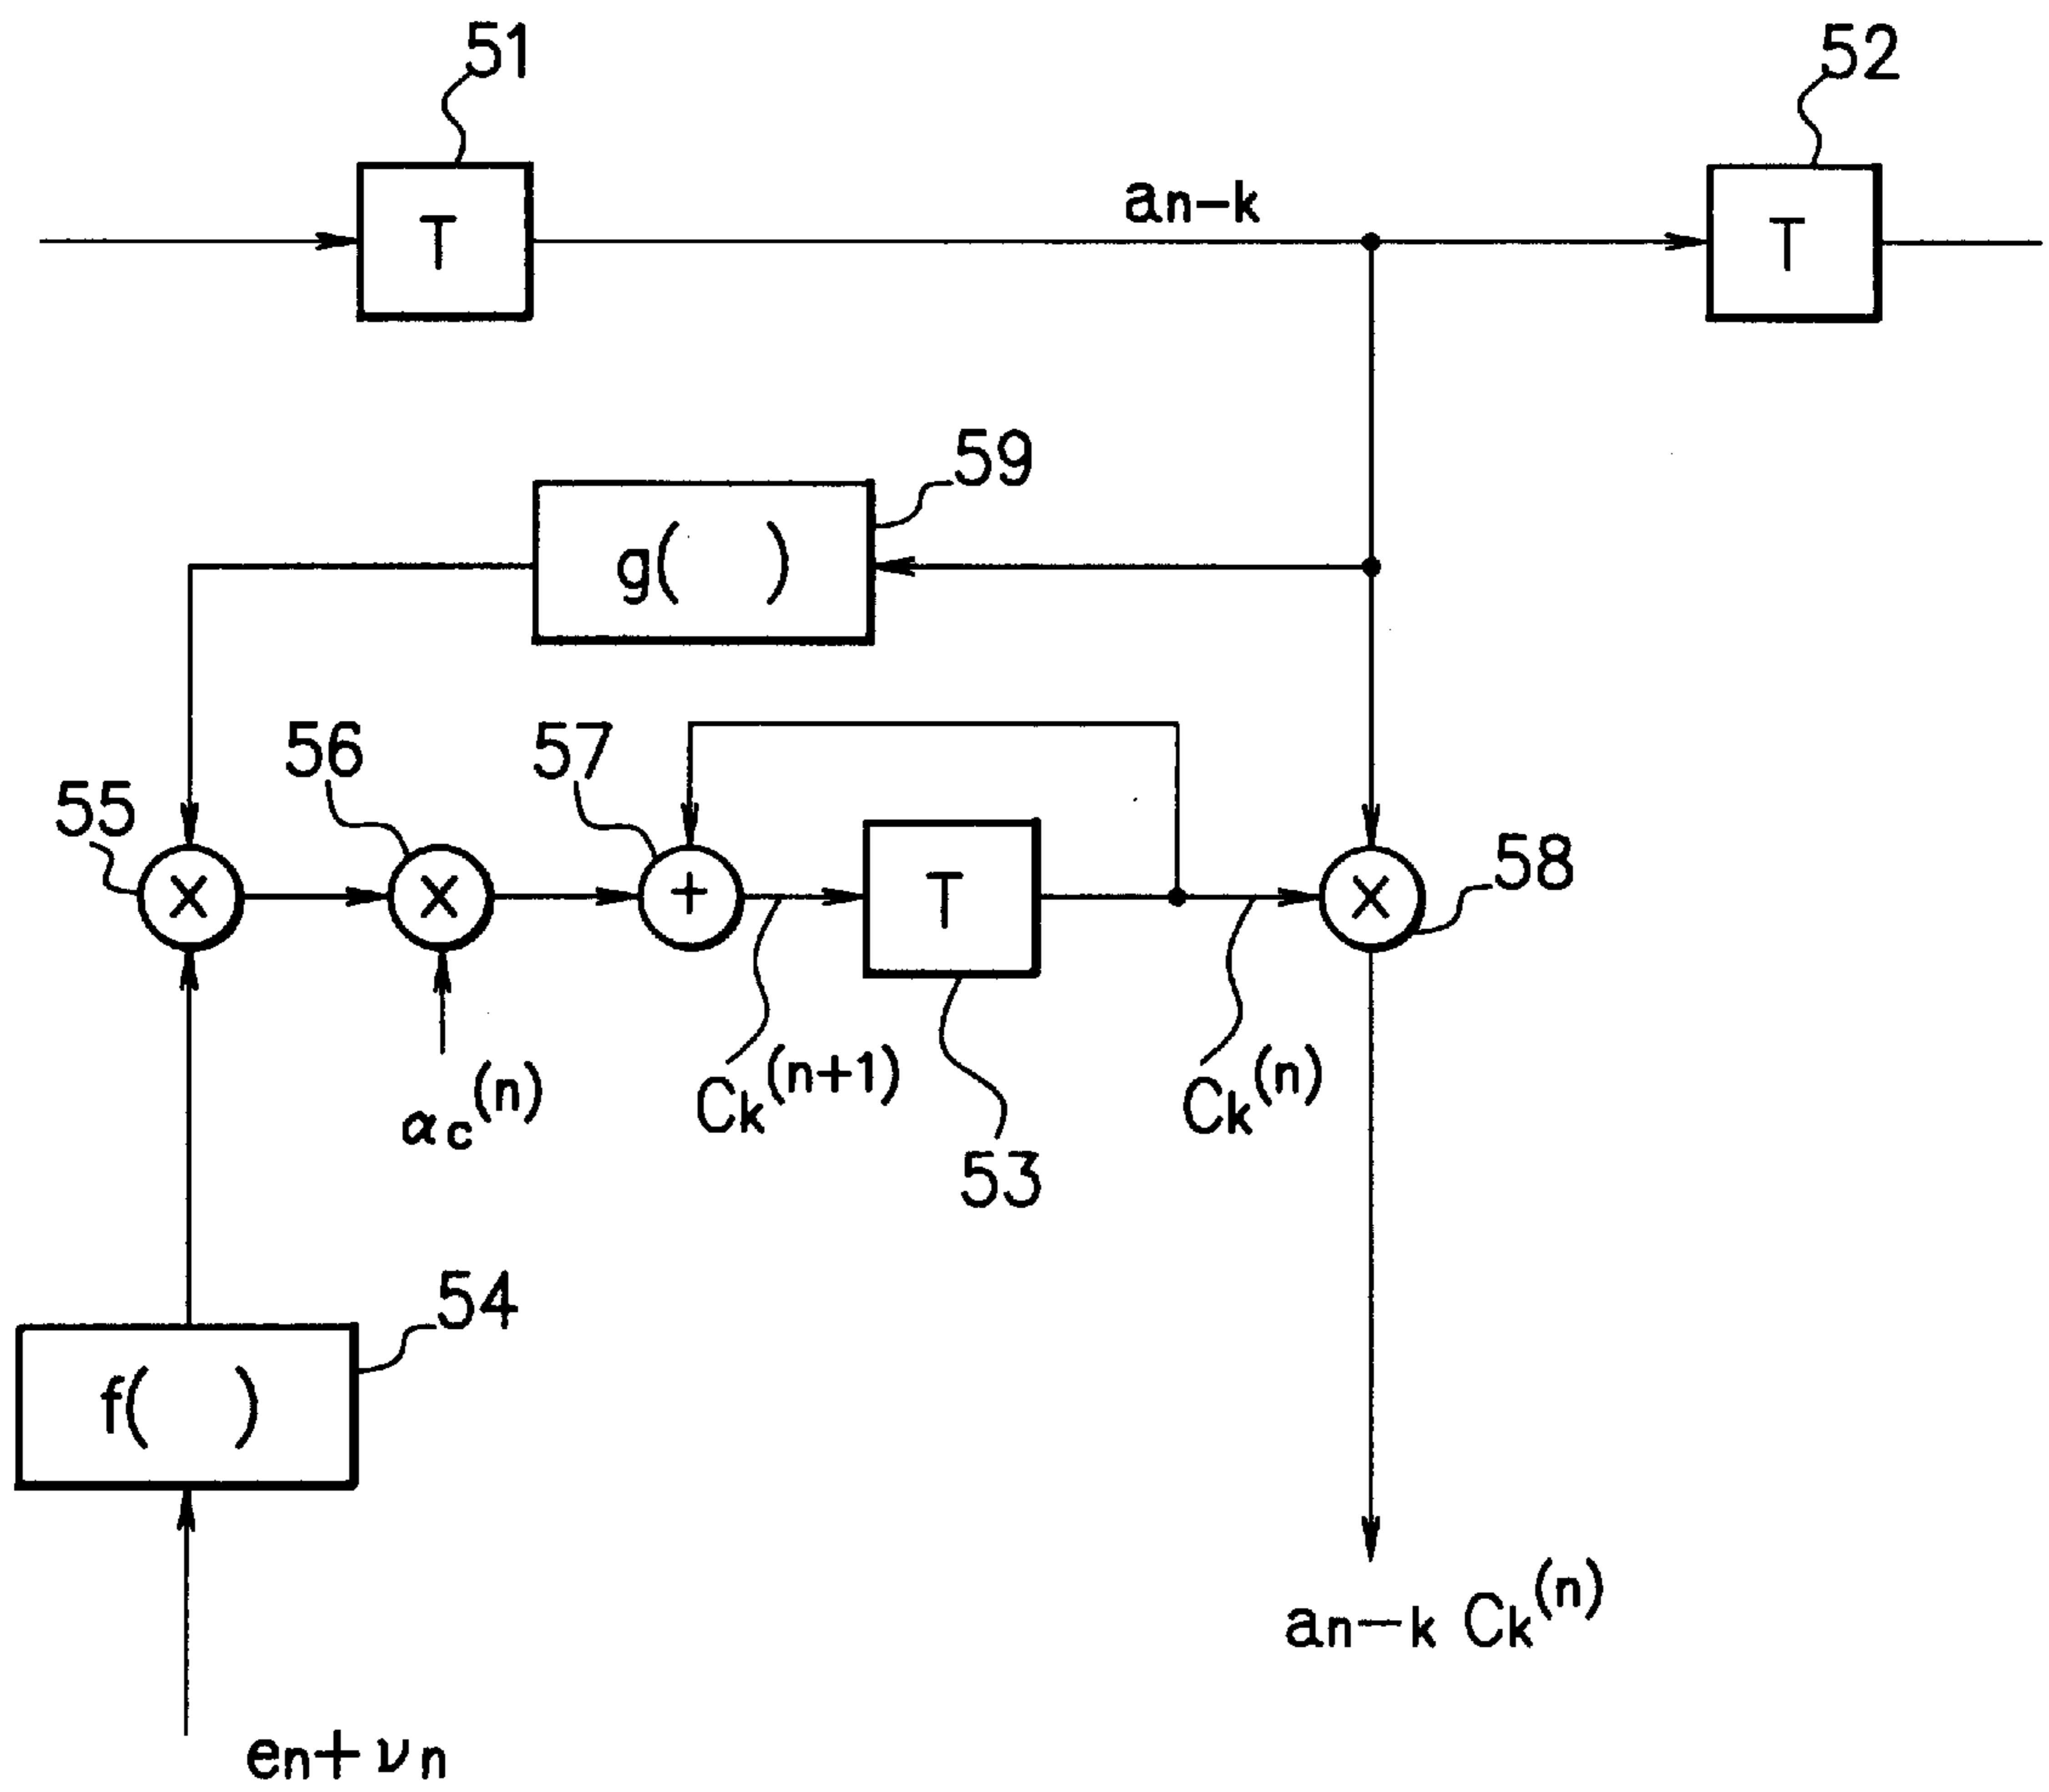 51
52
T
an-k
T
59
g( )
56
57
55
×
×
+
T
×
58
αc(n)
Ck(n+1)
Ck(n)
53
54
f( )
an-k Ck(n)
en+νn